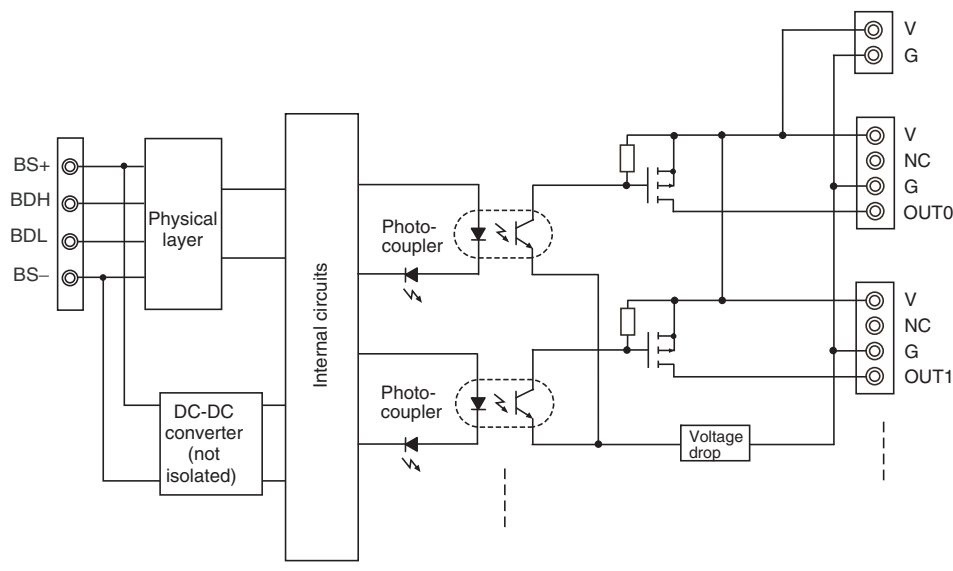 V
G
BS+
BDH
BDL
BS−
Physical
layer
Internal circuits
Photo-
coupler
V
NC
G
OUT0
Photo-
coupler
V
NC
G
OUT1
DC-DC
converter
(not
isolated)
Voltage
drop